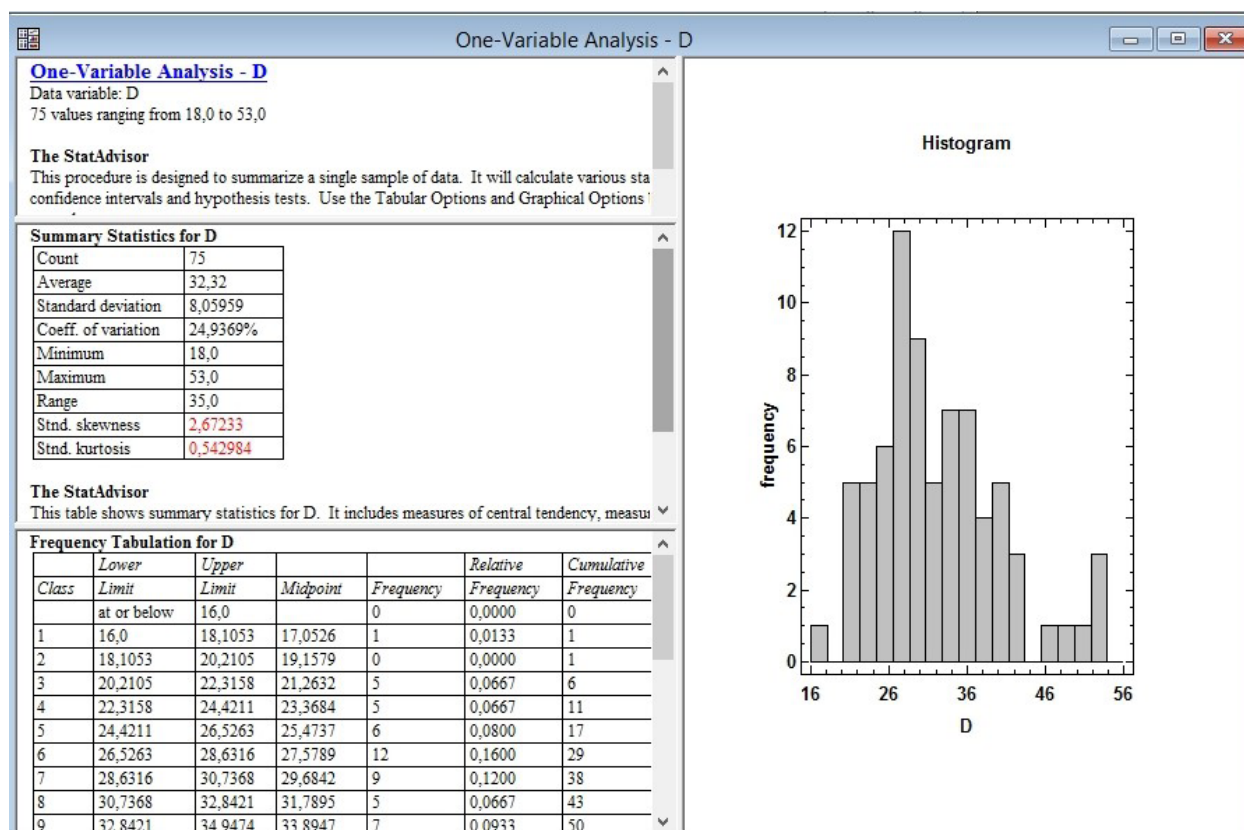 One-Variable Analysis - D
One-Variable Analysis - D
Data variable: D
75 values ranging from 18,0 to 53,0
The StatAdvisor
This procedure is designed to summarize a single sample of data. It will calculate various sta
confidence intervals and hypothesis tests. Use the Tabular Options and Graphical Options
Summary Statistics for D
Count 75
Average 32,32
Standard deviation 8,05959
Coeff. of variation 24,9369%
Minimum 18,0
Maximum 53,0
Range 35,0
Stnd. skewness 2,67233
Stnd. kurtosis 0,542984
The StatAdvisor
This table shows summary statistics for D. It includes measures of central tendency, measu
Frequency Tabulation for D
Lower Upper Relative Cumulative
Class Limit Limit Midpoint Frequency Frequency Frequency
at or below 16,0 0 0,0000 0
1 16,0 18,1053 17,0526 1 0,0133 1
2 18,1053 20,2105 19,1579 0 0,0000 1
3 20,2105 22,3158 21,2632 5 0,0667 6
4 22,3158 24,4211 23,3684 5 0,0667 11
5 24,4211 26,5263 25,4737 6 0,0800 17
6 26,5263 28,6316 27,5789 12 0,1600 29
7 28,6316 30,7368 29,6842 9 0,1200 38
8 30,7368 32,8421 31,7895 5 0,0667 43
9 32,8421 34,9474 33,8947 7 0,0933 50
Histogram
12
10
8
6
4
2
0
frequency
16 26 36 46 56
D